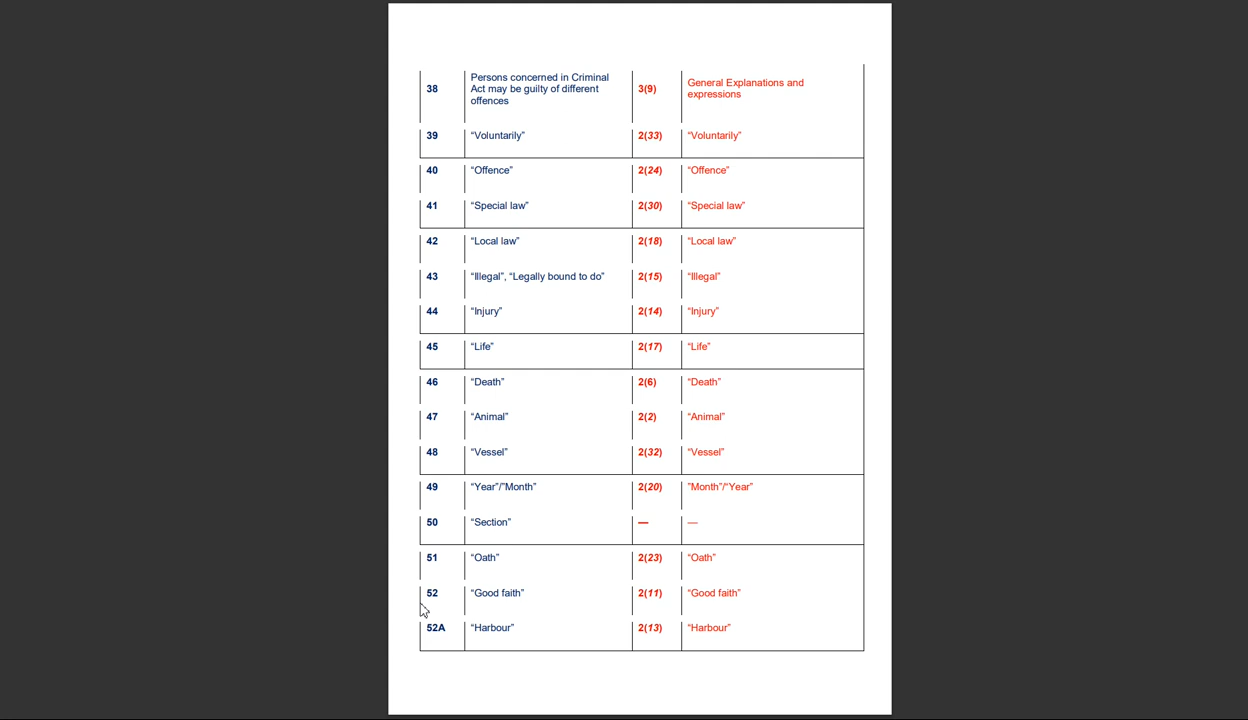 38 Persons concerned in Criminal Act may be guilty of different offences 3(9) General Explanations and expressions
39 “Voluntarily” 2(33) “Voluntarily”
40 “Offence” 2(24) “Offence”
41 “Special law” 2(30) “Special law”
42 “Local law” 2(18) “Local law”
43 “Illegal”, “Legally bound to do” 2(15) “Illegal”
44 “Injury” 2(14) “Injury”
45 “Life” 2(17) “Life”
46 “Death” 2(6) “Death”
47 “Animal” 2(2) “Animal”
48 “Vessel” 2(32) “Vessel”
49 “Year”/”Month” 2(20) ”Month”/“Year”
50 “Section” — —
51 “Oath” 2(23) “Oath”
52 “Good faith” 2(11) “Good faith”
52A “Harbour” 2(13) “Harbour”